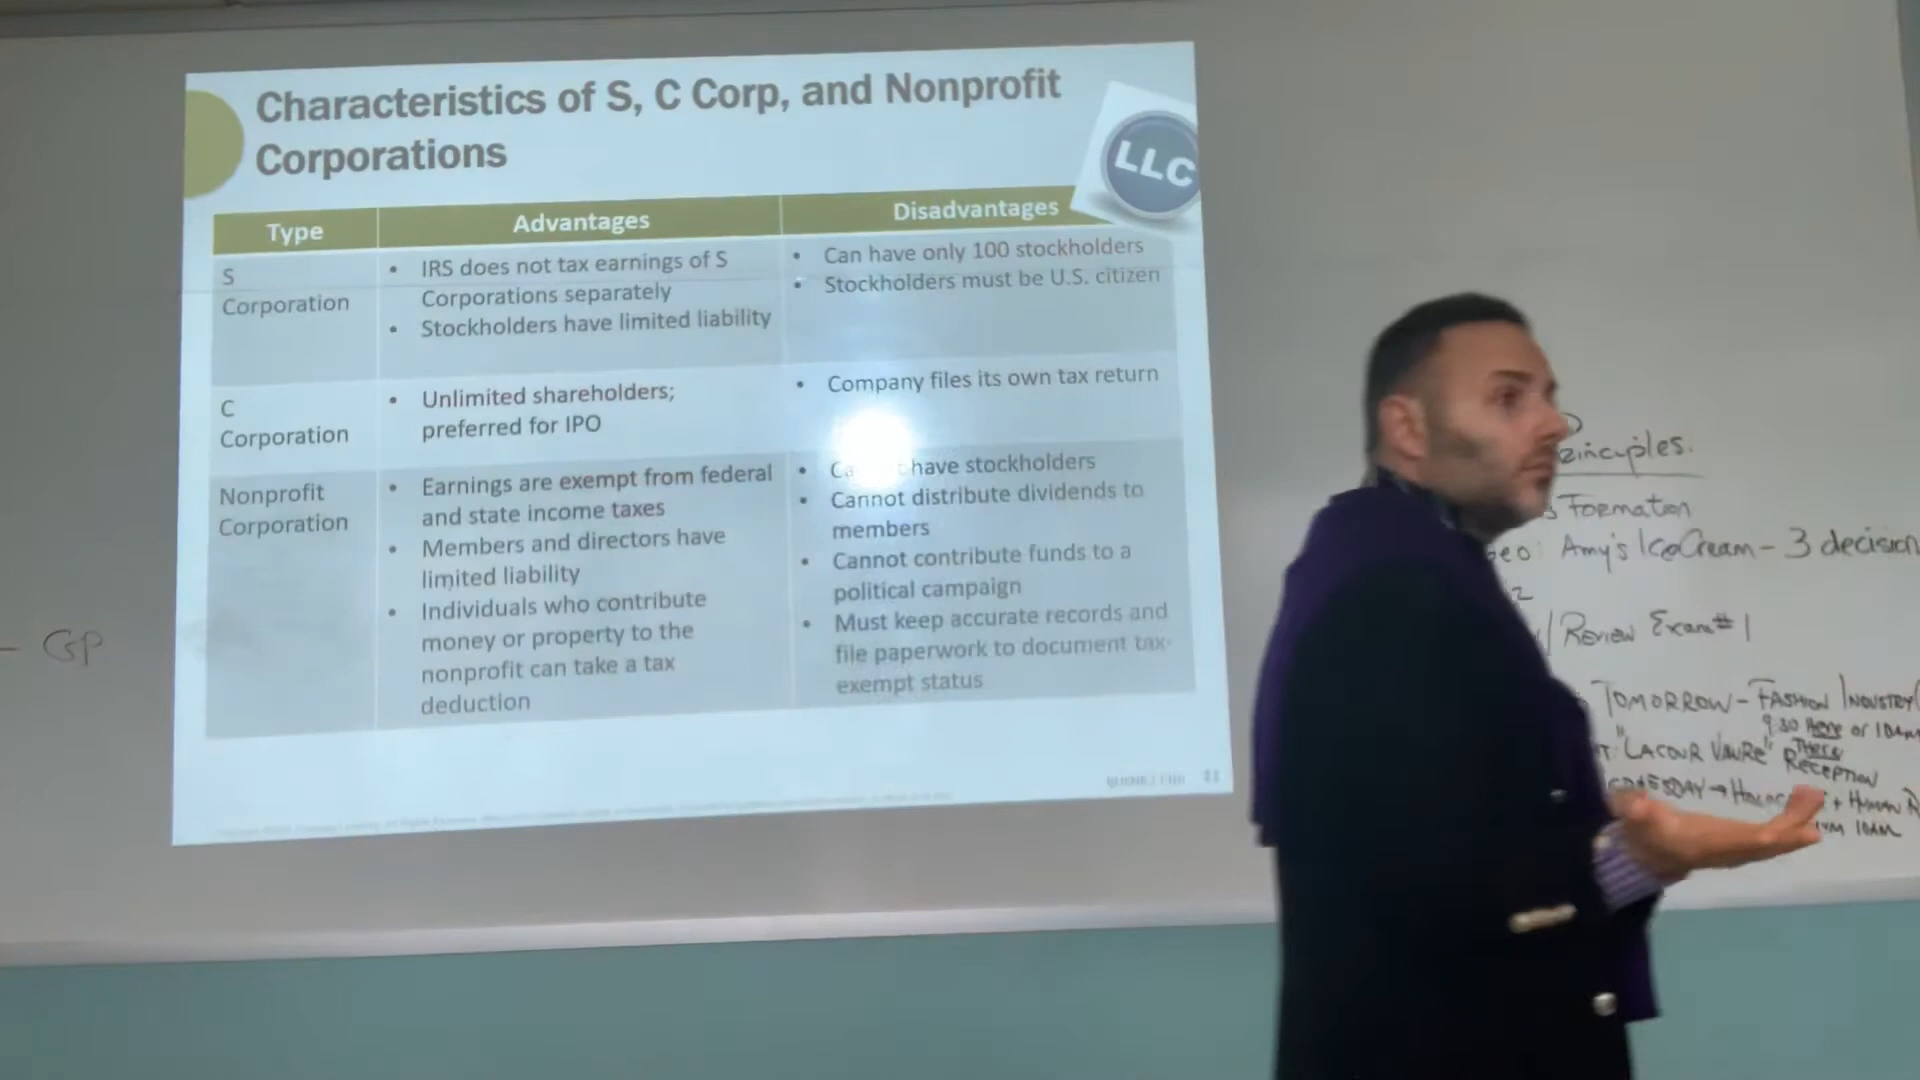 Characteristics of S, C Corp, and Nonprofit
Corporations
LLC
Type
Advantages
Disadvantages
S
Corporation
• IRS does not tax earnings of S
Corporations separately
• Stockholders have limited liability
• Can have only 100 stockholders
• Stockholders must be U.S. citizen
C
Corporation
• Unlimited shareholders;
preferred for IPO
• Company files its own tax return
Nonprofit
Corporation
• Earnings are exempt from federal
and state income taxes
• Members and directors have
limited liability
• Individuals who contribute
money or property to the
nonprofit can take a tax
deduction
• have stockholders
• Cannot distribute dividends to
members
• Cannot contribute funds to a
political campaign
• Must keep accurate records and
file paperwork to document tax-
exempt status
– GP
Formation
Amy's Ice Cream – 3 decision
2
Review Exam #1
TOMORROW – FASHION INDUSTRY
9:30 Here or 10am
THERE
RECEPTION
10AM